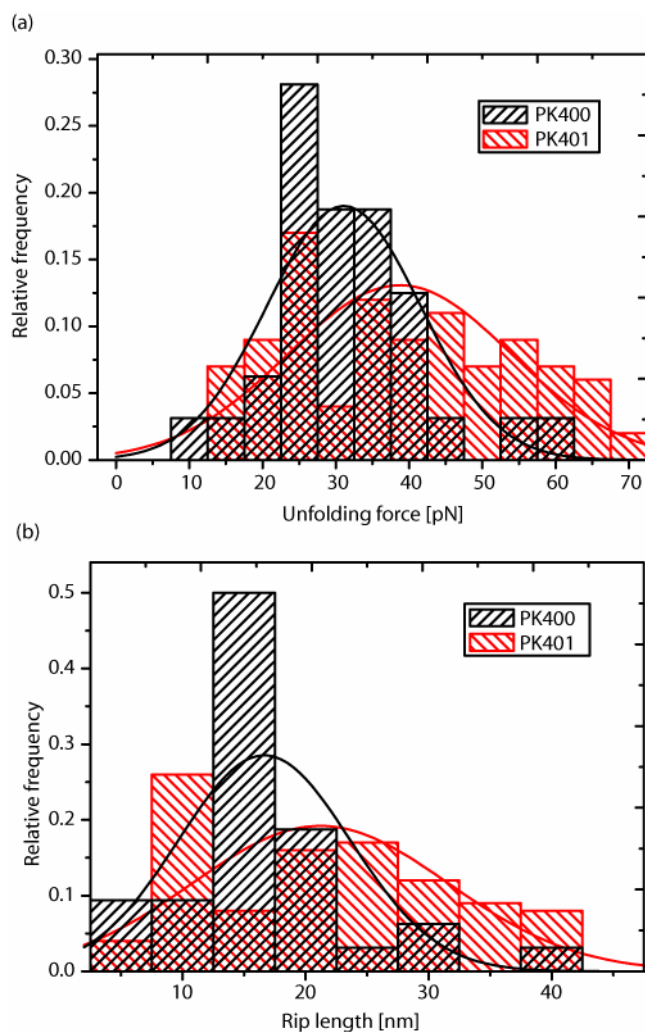 (a)
0.30
0.25
0.20
0.15
0.10
0.05
0.00
Relative frequency
PK400
PK401
0 10 20 30 40 50 60 70
Unfolding force [pN]
(b)
0.5
0.4
0.3
0.2
0.1
0.0
Relative frequency
PK400
PK401
10 20 30 40
Rip length [nm]